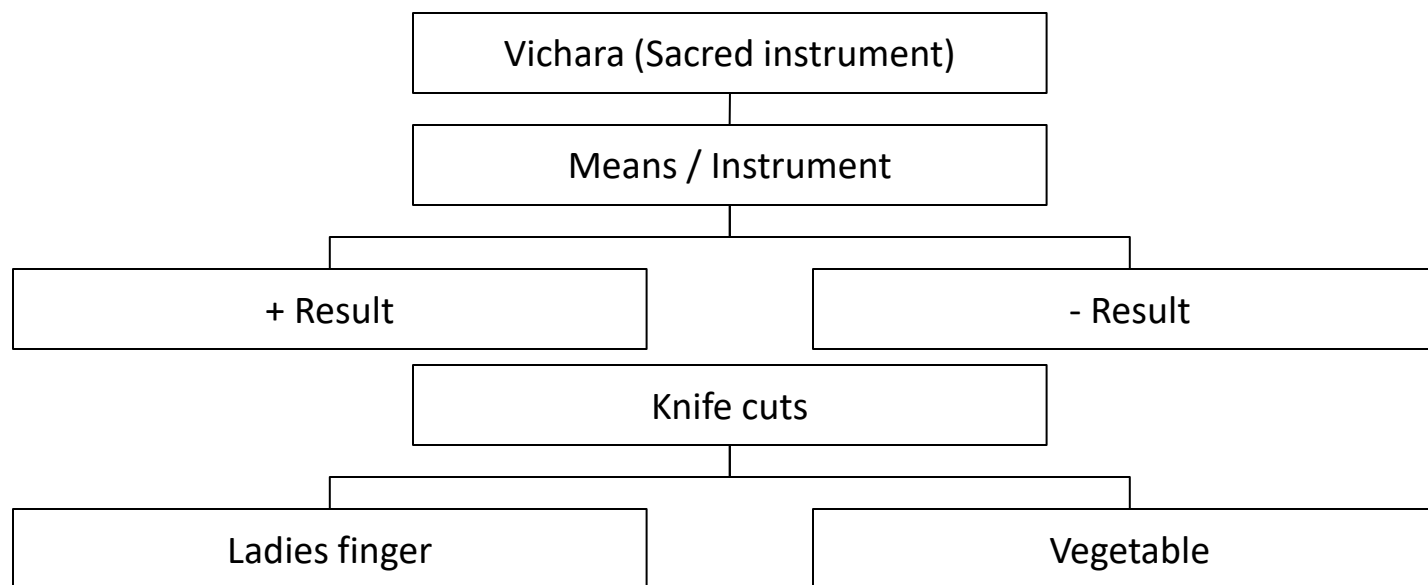 Vichara (Sacred instrument)
Means / Instrument
+ Result
- Result
Knife cuts
Ladies finger
Vegetable